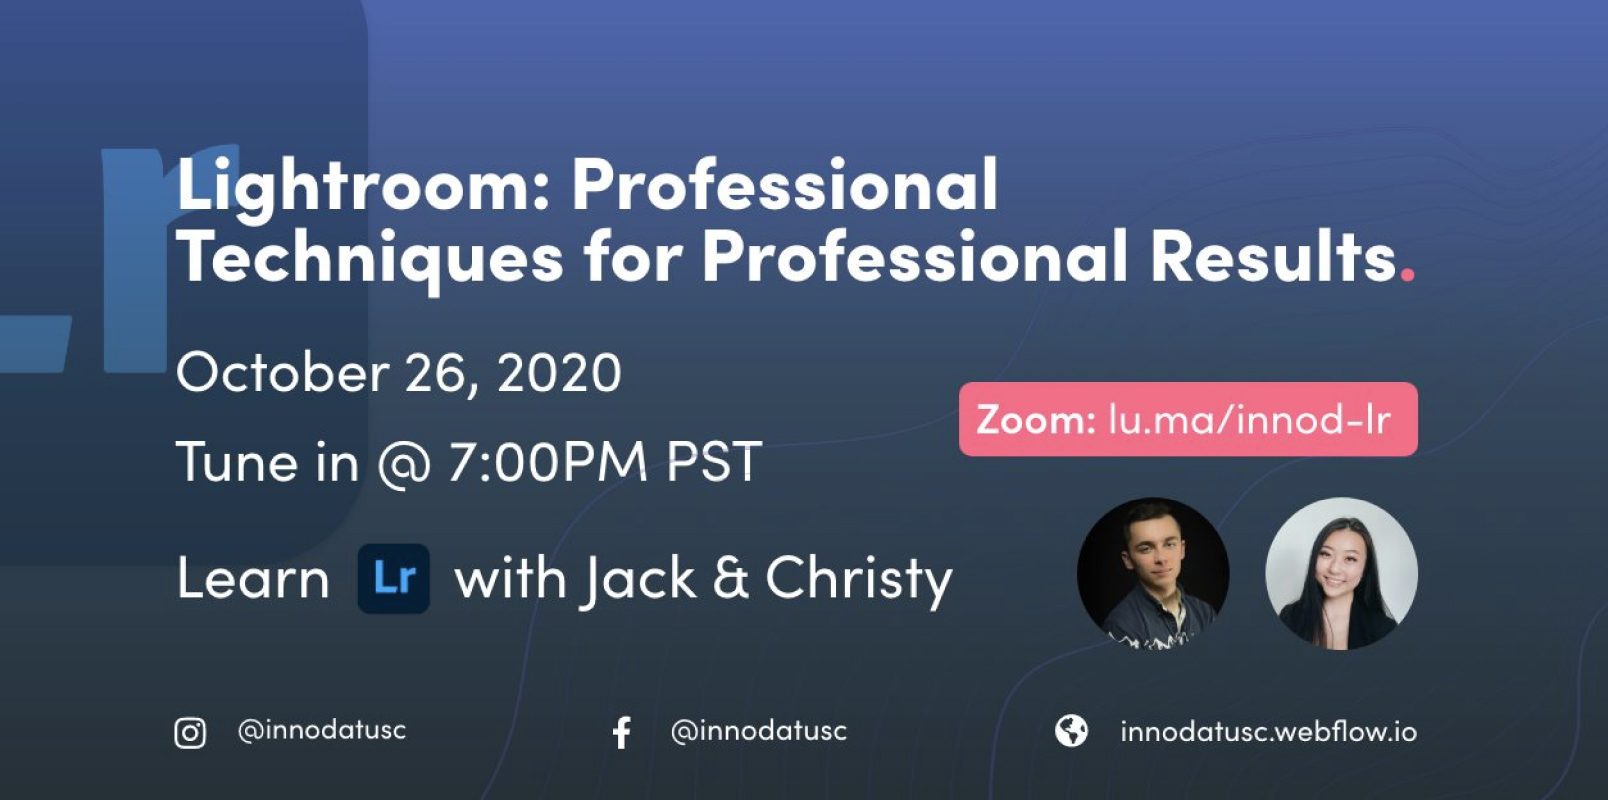 Lr
Lightroom: Professional
Techniques for Professional Results.
October 26, 2020
Tune in @ 7:00PM PST
Zoom: lu.ma/innod-lr
Learn Lr with Jack & Christy
@innodatusc
@innodatusc
innodatusc.webflow.io